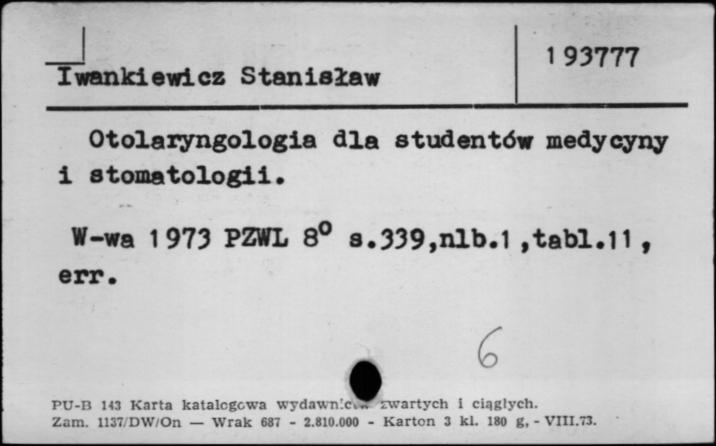 193777
Iwankiewicz Stanisław
Otolaryngologia dla studentów medycyny
i stomatologii.
W-wa 1973 PZWL 8° s.339,nlb.1 ,tabl.11 ,
err.
6
PU-B 143 Karta katalogowa zwartych i ciągłych.
Zam. 1137/DW/On — Wrak 687 - 2.810.000 - Karton 3 kl. 180 g, - VIII.73.